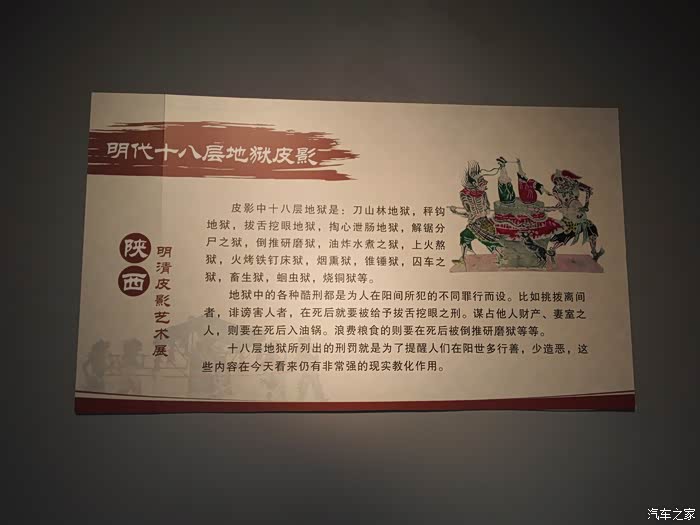 明代十八层地狱皮影
陕西
明清皮影艺术展
皮影中十八层地狱是：刀山林地狱，秤钩
地狱，拔舌挖眼地狱，掏心泄肠地狱，解锯分
尸之狱，倒推研磨狱，油炸水煮之狱，上火熬
狱，火烤铁钉床狱，烟熏狱，锥锤狱，囚车之
狱，畜生狱，蛔虫狱，烧铜狱等。
地狱中的各种酷刑都是为人在阳间所犯的不同罪行而设。比如挑拨离间
者，诽谤害人者，在死后就要被给予拔舌挖眼之刑。谋占他人财产、妻室之
人，则要在死后入油锅。浪费粮食的则要在死后被倒推研磨狱等等。
十八层地狱所列出的刑罚就是为了提醒人们在阳世多行善，少造恶，这
些内容在今天看来仍有非常强的现实教化作用。
汽车之家